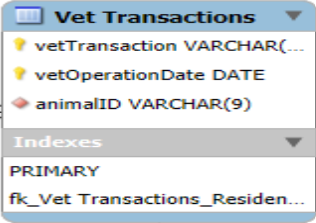 Vet Transactions
vetTransaction VARCHAR(...
vetOperationDate DATE
animalID VARCHAR(9)
Indexes
PRIMARY
fk_Vet Transactions_Residen...